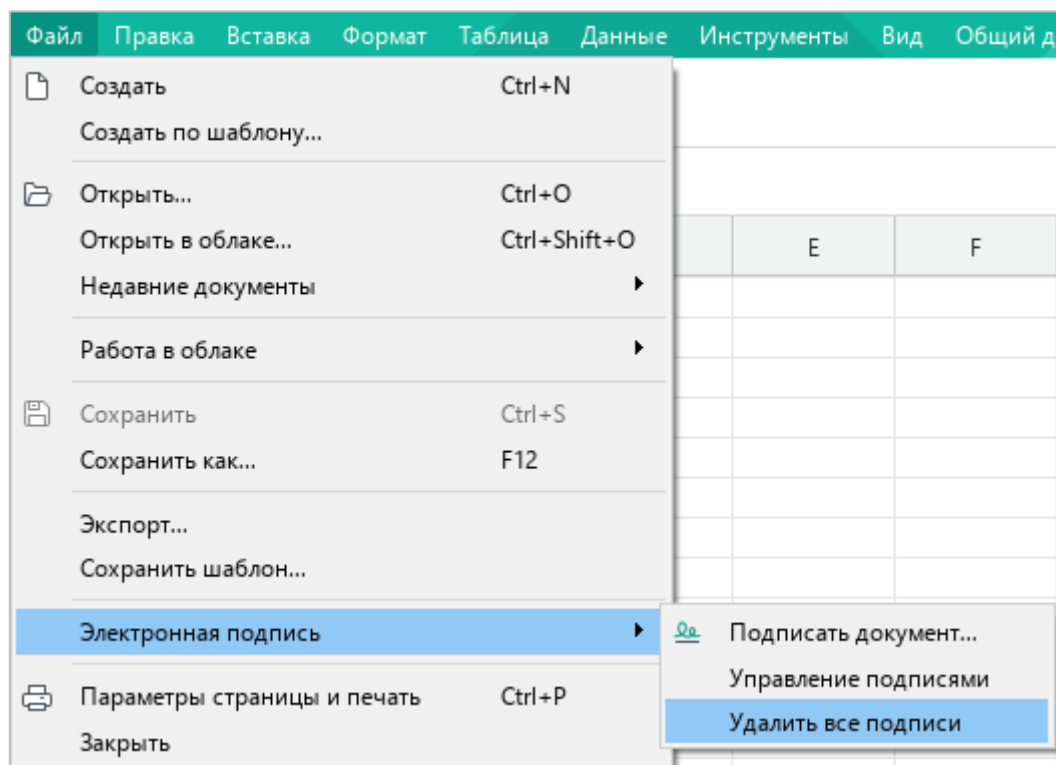 Файл Правка Вставка Формат Таблица Данные Инструменты Вид Общий д
Создать Ctrl+N
Создать по шаблону...
Открыть... Ctrl+O
Открыть в облаке... Ctrl+Shift+O
E F
Недавние документы
Работа в облаке
Сохранить Ctrl+S
Сохранить как... F12
Экспорт...
Сохранить шаблон...
Электронная подпись
Подписать документ...
Управление подписями
Удалить все подписи
Параметры страницы и печать Ctrl+P
Закрыть